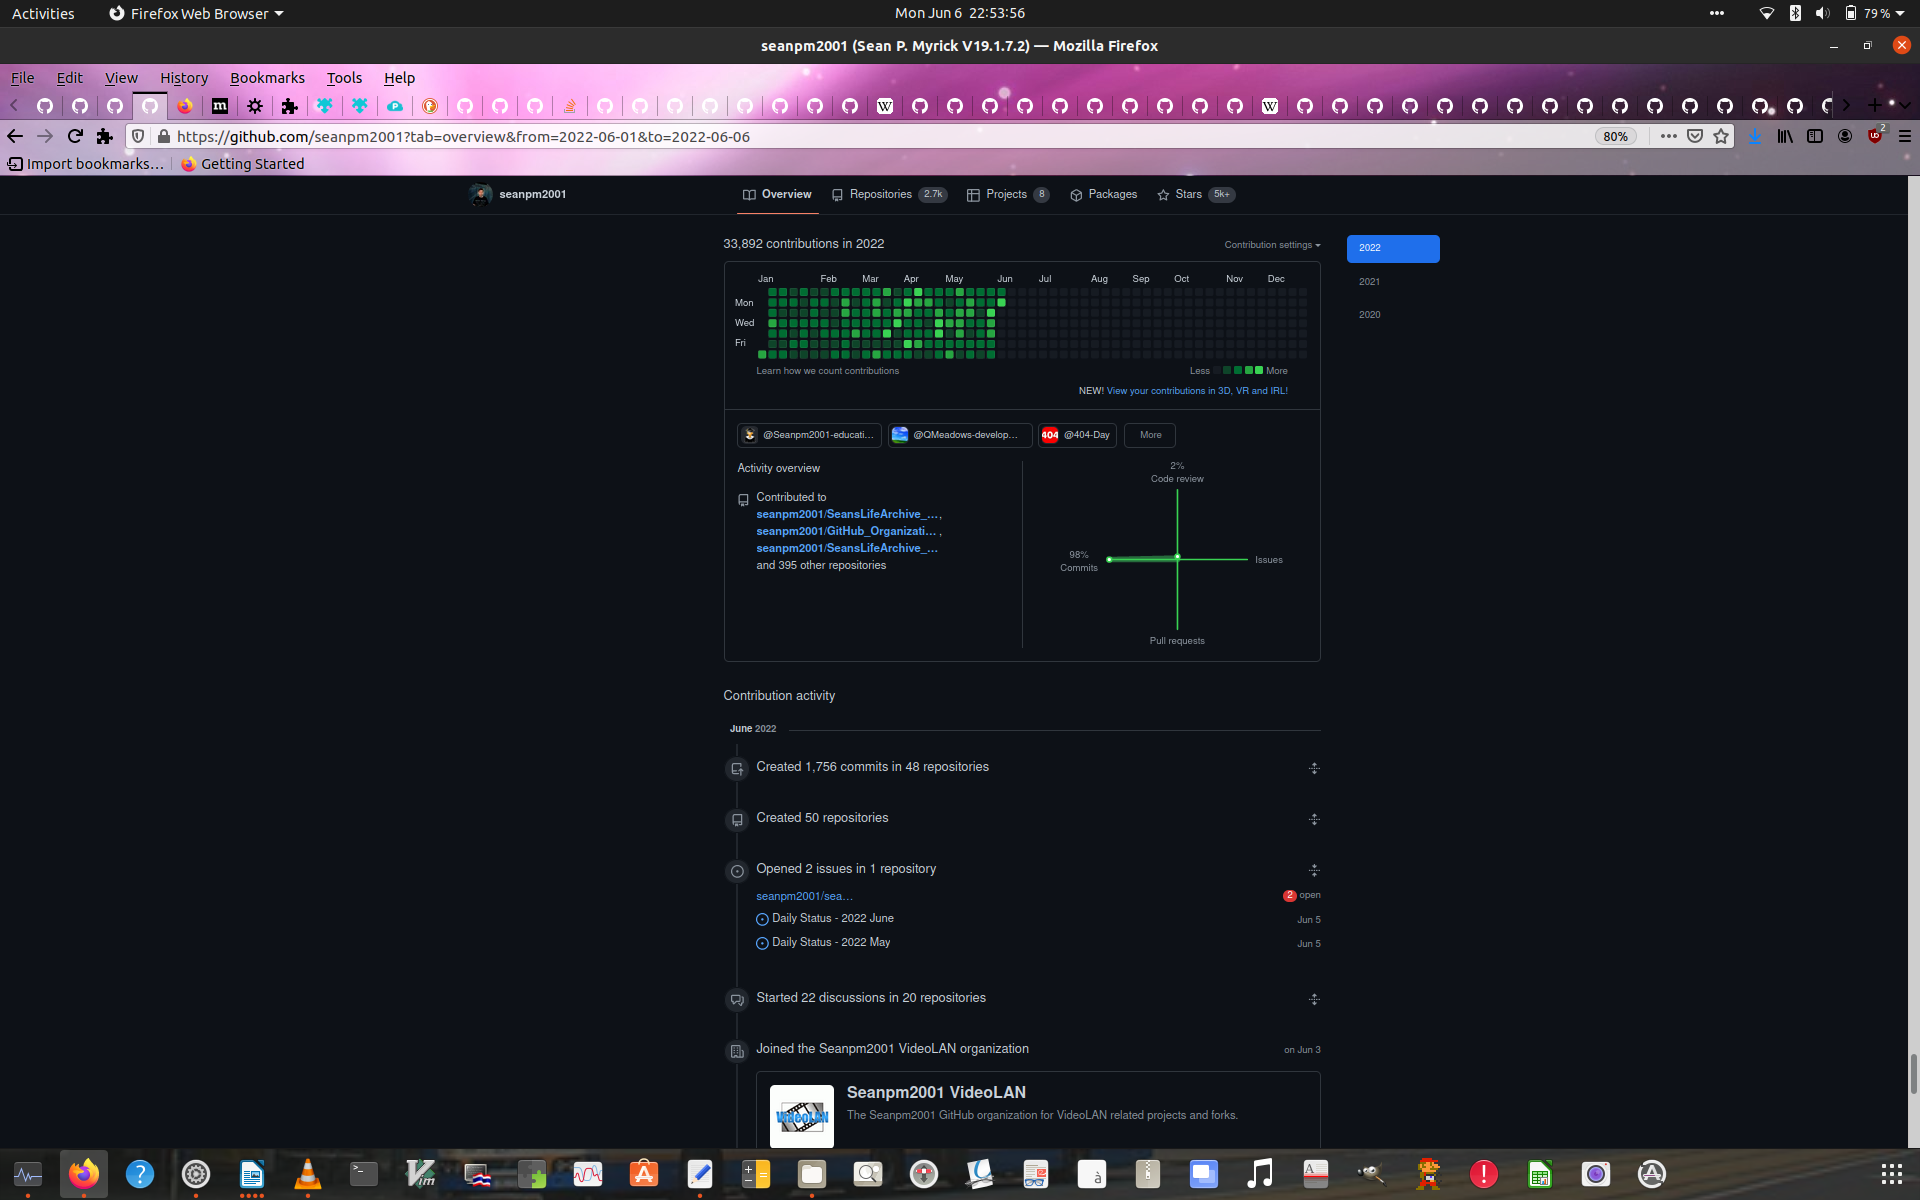 Activities
Firefox Web Browser
Mon Jun 6 22:53:56
79 %
seanpm2001 (Sean P. Myrick V19.1.7.2) — Mozilla Firefox
File Edit View History Bookmarks Tools Help
https://github.com/seanpm2001?tab=overview&from=2022-06-01&to=2022-06-06
80%
2
Import bookmarks…
Getting Started
seanpm2001
Overview
Repositories 2.7k
Projects 8
Packages
Stars 5k+
33,892 contributions in 2022
Contribution settings
2022
2021
2020
Jan Feb Mar Apr May Jun Jul Aug Sep Oct Nov Dec
Mon
Wed
Fri
Learn how we count contributions
Less More
NEW! View your contributions in 3D, VR and IRL!
@Seanpm2001-educati…
@QMeadows-develop…
404 @404-Day
More
Activity overview
Contributed to
seanpm2001/SeansLifeArchive_…,
seanpm2001/GitHub_Organizati… ,
seanpm2001/SeansLifeArchive_…
and 395 other repositories
2%
Code review
98%
Commits
Issues
Pull requests
Contribution activity
June 2022
Created 1,756 commits in 48 repositories
Created 50 repositories
Opened 2 issues in 1 repository
seanpm2001/sea…
2 open
Daily Status - 2022 June
Jun 5
Daily Status - 2022 May
Jun 5
Started 22 discussions in 20 repositories
Joined the Seanpm2001 VideoLAN organization
on Jun 3
VideoLAN
Seanpm2001 VideoLAN
The Seanpm2001 GitHub organization for VideoLAN related projects and forks.